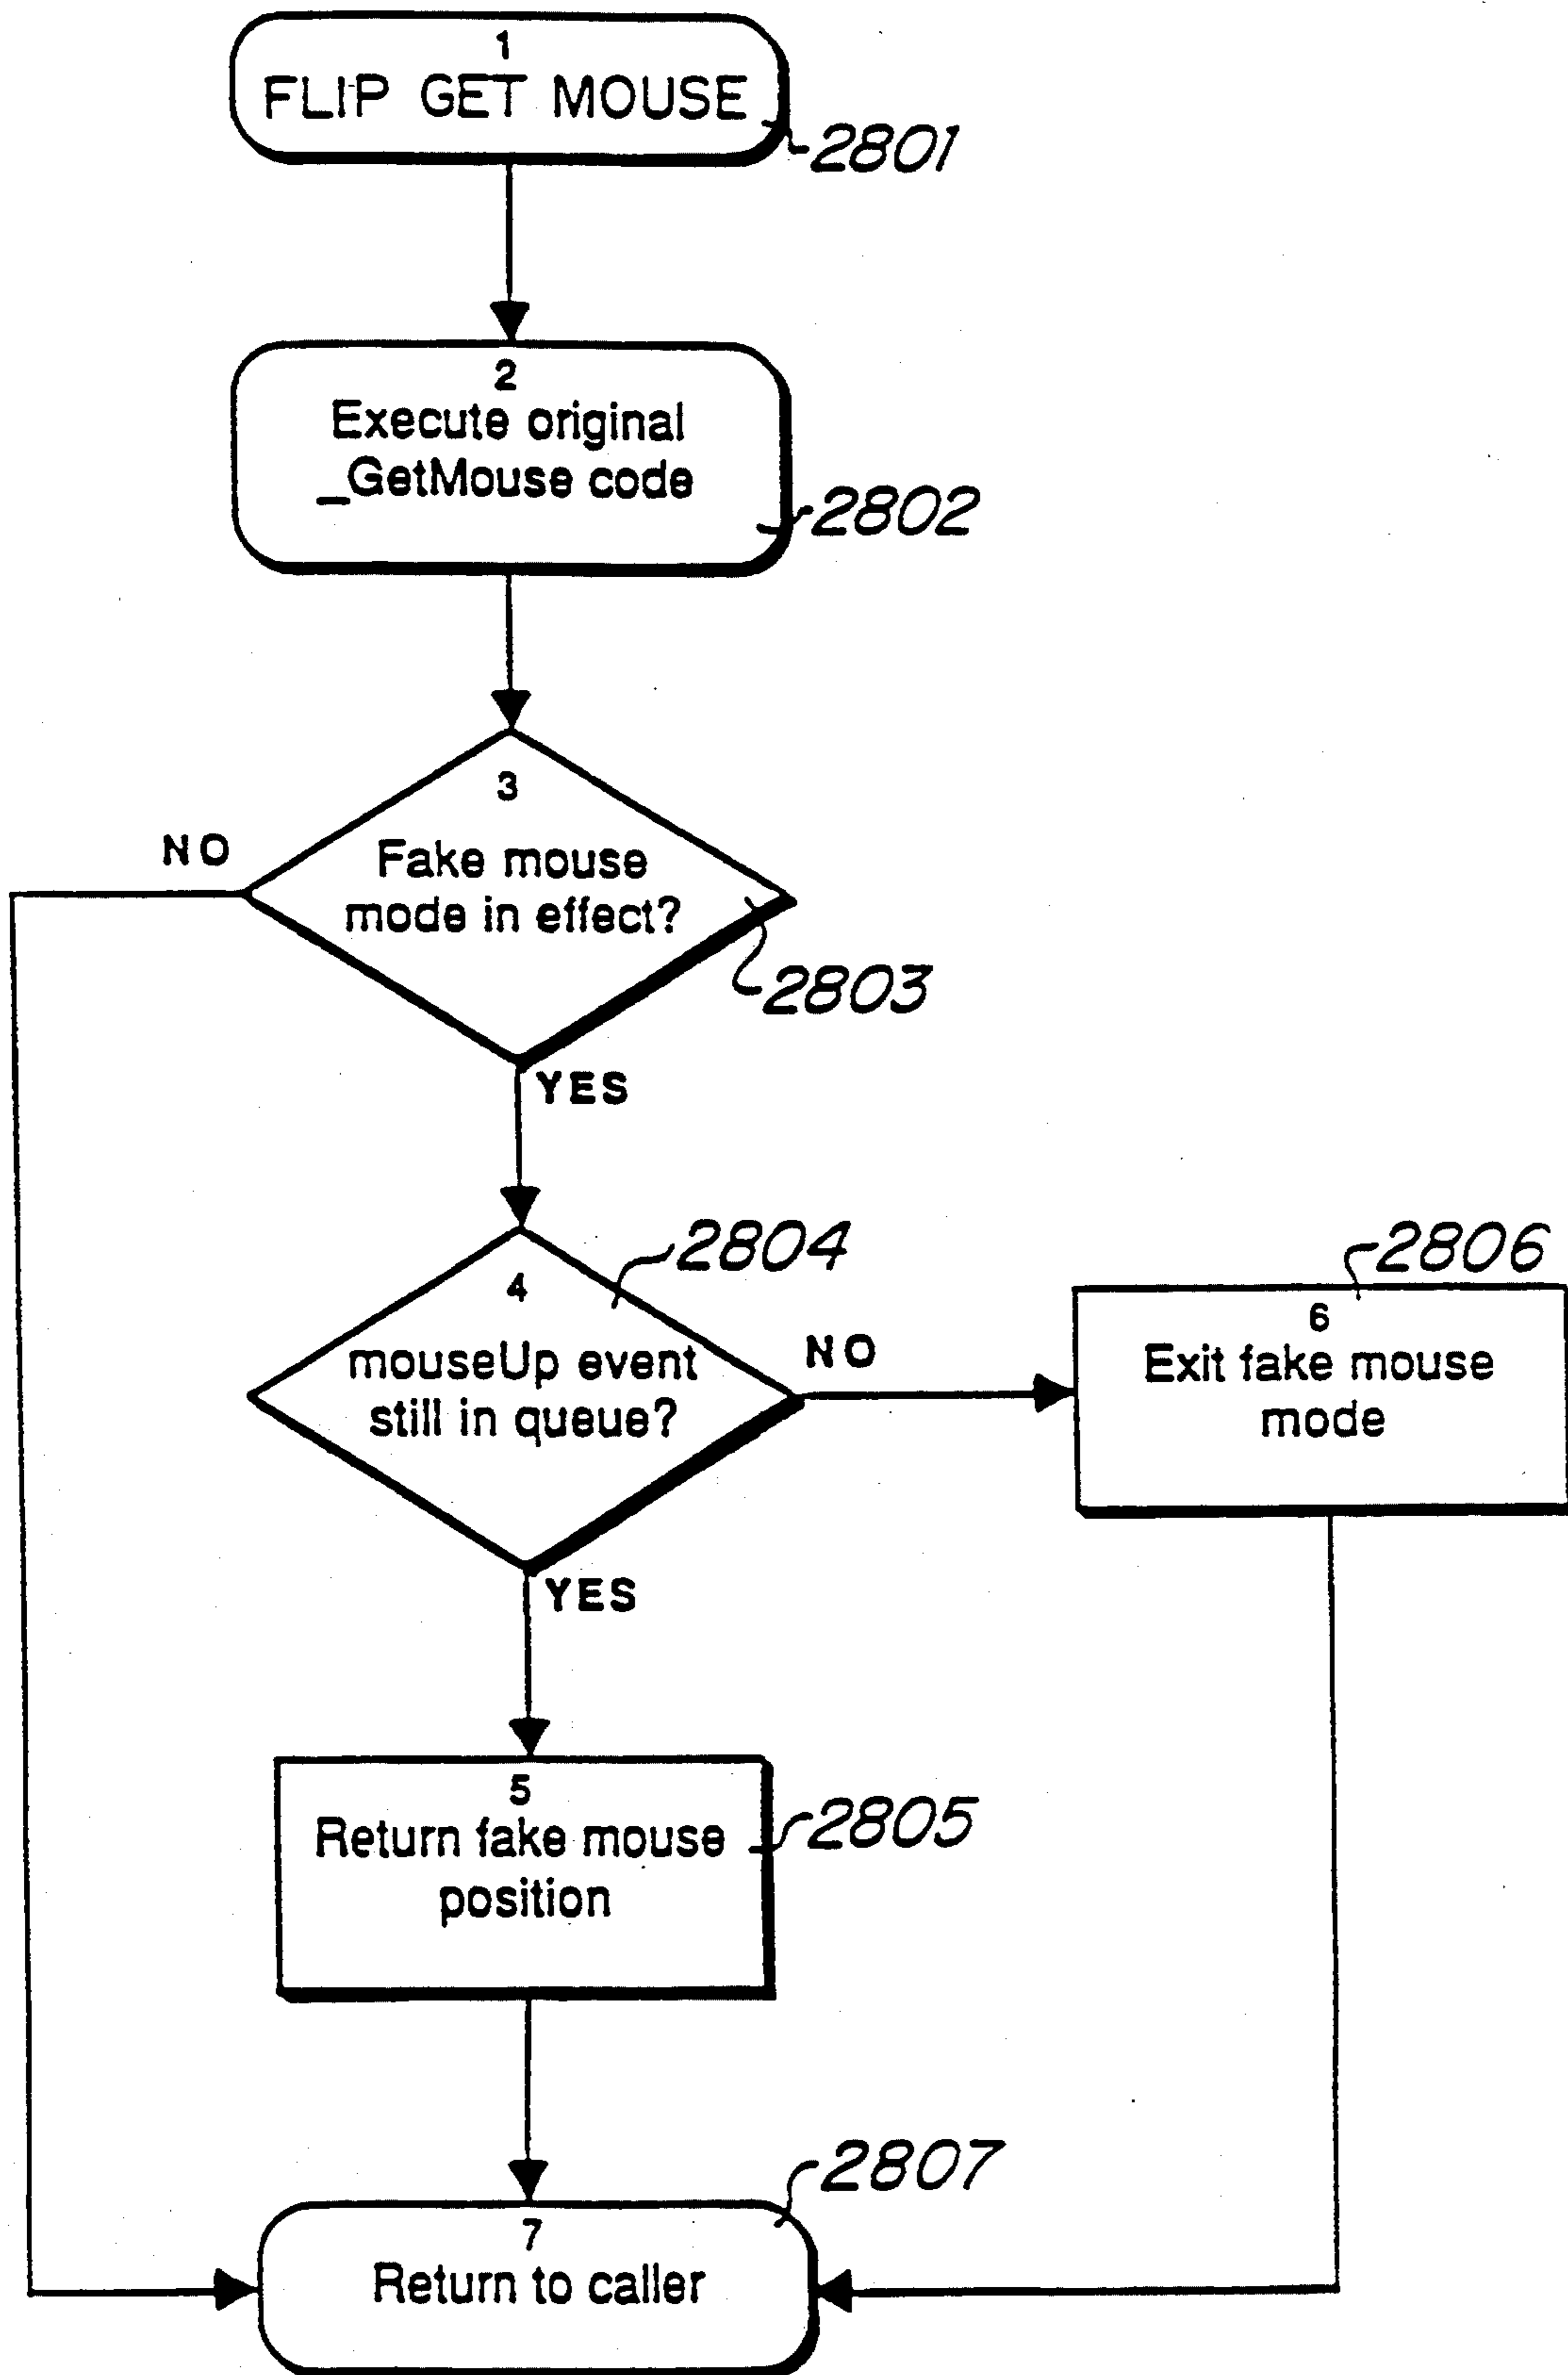 1
FLIP GET MOUSE
2801
2
Execute original
_GetMouse code
2802
3
NO
Fake mouse
mode in effect?
2803
YES
2804
4
mouseUp event
still in queue?
NO
2806
6
Exit fake mouse
mode
YES
5
Return fake mouse
position
2805
2807
7
Return to caller